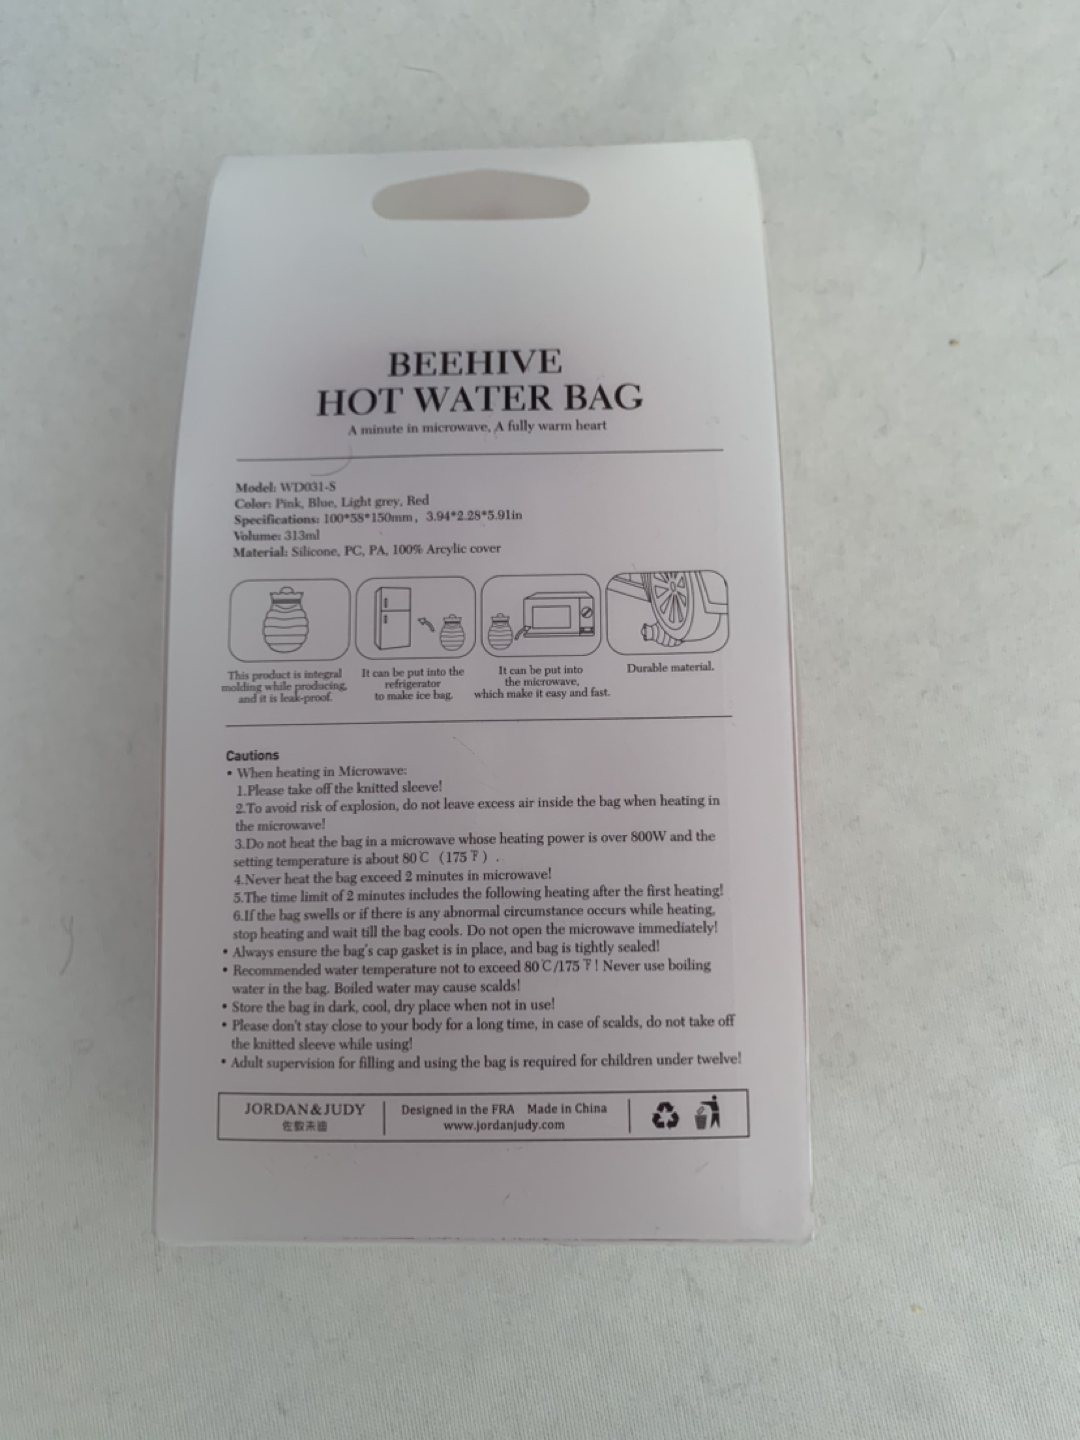 BEEHIVE
HOT WATER BAG
A minute in microwave, A fully warm heart
Model: WD031-S
Color: Pink, Blue, Light grey, Red
Specifications: 100*58*150mm, 3.94*2.28*5.91in
Volume: 313ml
Material: Silicone, PC, PA, 100% Arcylic cover
This product is integral
molding while producing,
and it is leak-proof.
It can be put into the
refrigerator
to make ice bag.
It can be put into
the microwave,
which make it easy and fast.
Durable material.
Cautions
• When heating in Microwave:
1.Please take off the knitted sleeve!
2.To avoid risk of explosion, do not leave excess air inside the bag when heating in
the microwave!
3.Do not heat the bag in a microwave whose heating power is over 800W and the
setting temperature is about 80℃ (175℉).
4.Never heat the bag exceed 2 minutes in microwave!
5.The time limit of 2 minutes includes the following heating after the first heating!
6.If the bag swells or if there is any abnormal circumstance occurs while heating,
stop heating and wait till the bag cools. Do not open the microwave immediately!
• Always ensure the bag's cap gasket is in place, and bag is tightly sealed!
• Recommended water temperature not to exceed 80℃/175℉! Never use boiling
water in the bag. Boiled water may cause scalds!
• Store the bag in dark, cool, dry place when not in use!
• Please don't stay close to your body for a long time, in case of scalds, do not take off
the knitted sleeve while using!
• Adult supervision for filling and using the bag is required for children under twelve!
JORDAN&JUDY
佐敦朱迪
Designed in the FRA Made in China
www.jordanjudy.com